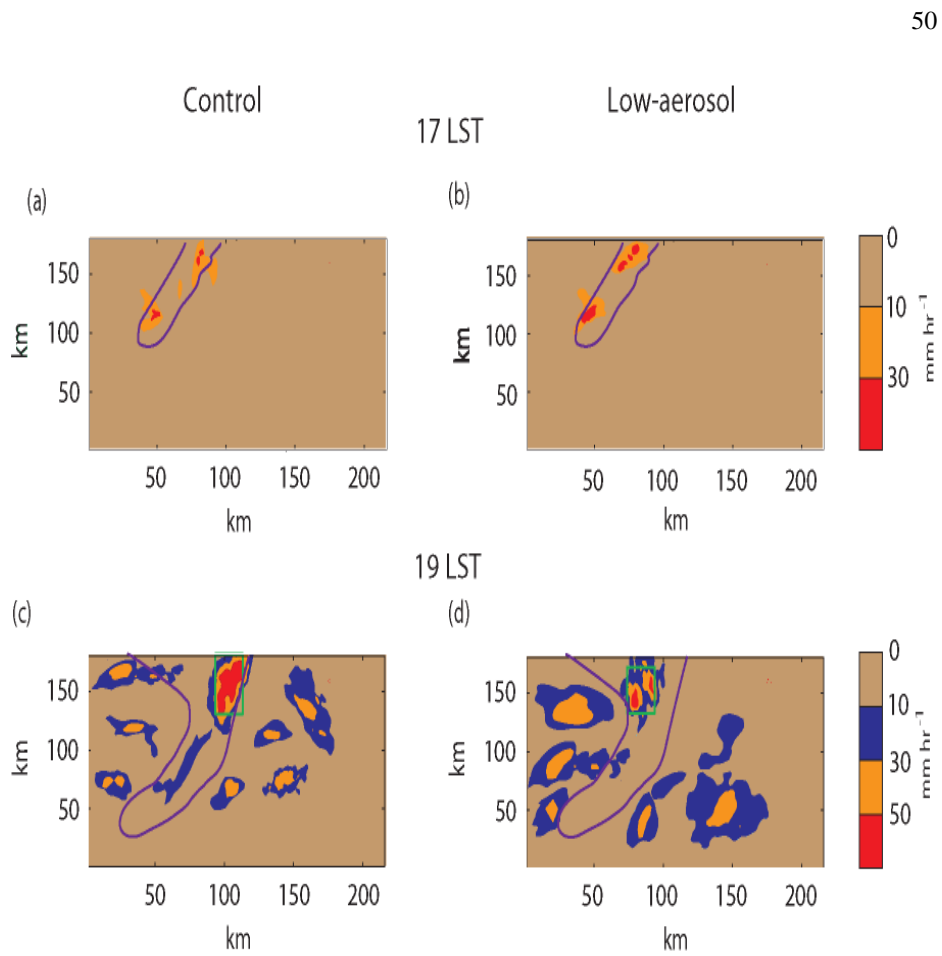 50
Control Low-aerosol
17 LST
(a) (b)
0
150 150
10
km 100 km 100 mm hr⁻¹
30
50 50
50 100 150 200 50 100 150 200
km km
19 LST
(c) (d)
0
150 150
10
km 100 km 100 30 mm hr⁻¹
50 50 50
50 100 150 200 50 100 150 200
km km